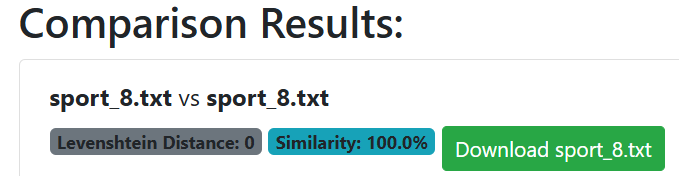 Comparison Results:
sport_8.txt vs sport_8.txt
Levenshtein Distance: 0 Similarity: 100.0% Download sport_8.txt